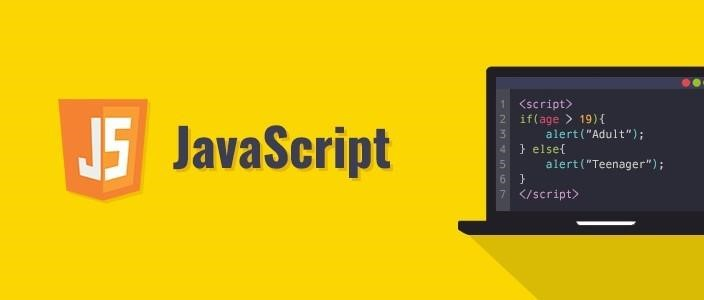 JS
JavaScript
1 <script>
2 if(age > 19){
3     alert("Adult");
4 } else{
5     alert("Teenager");
6 }
7 </script>